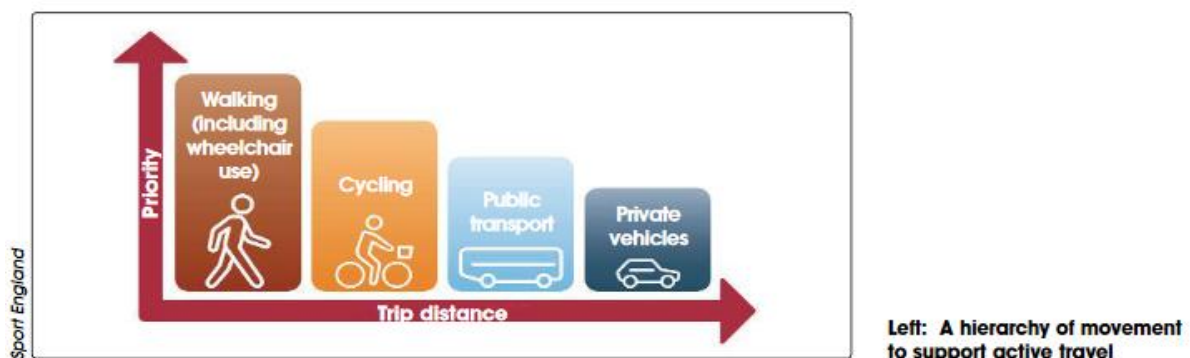 Walking
(including
wheelchair
use)
Cycling
Public
transport
Private
vehicles
Priority
Trip distance
Sport England
Left: A hierarchy of movement
to support active travel